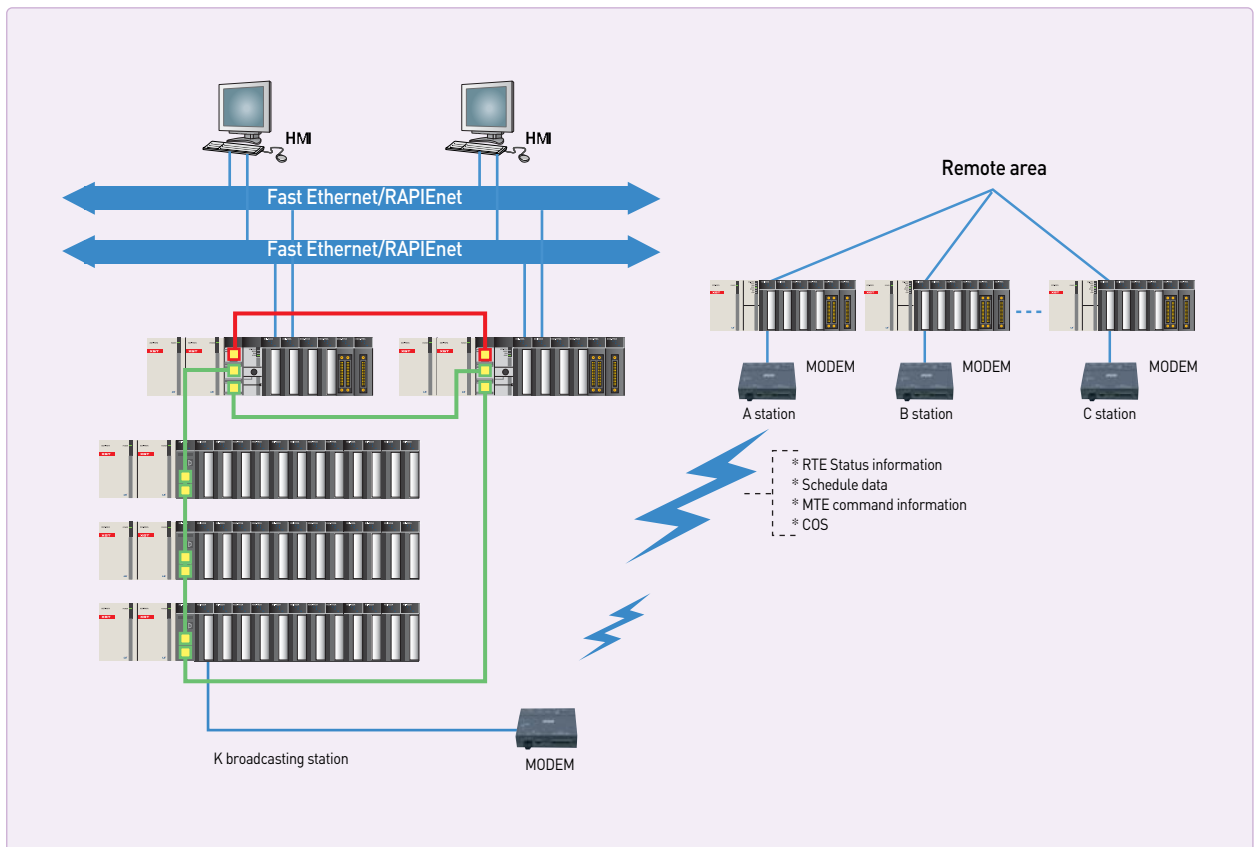 HMI
HMI
Fast Ethernet/RAPIEnet
Fast Ethernet/RAPIEnet
Remote area
MODEM
MODEM
MODEM
A station
B station
C station
* RTE Status information
* Schedule data
* MTE command information
* COS
K broadcasting station
MODEM